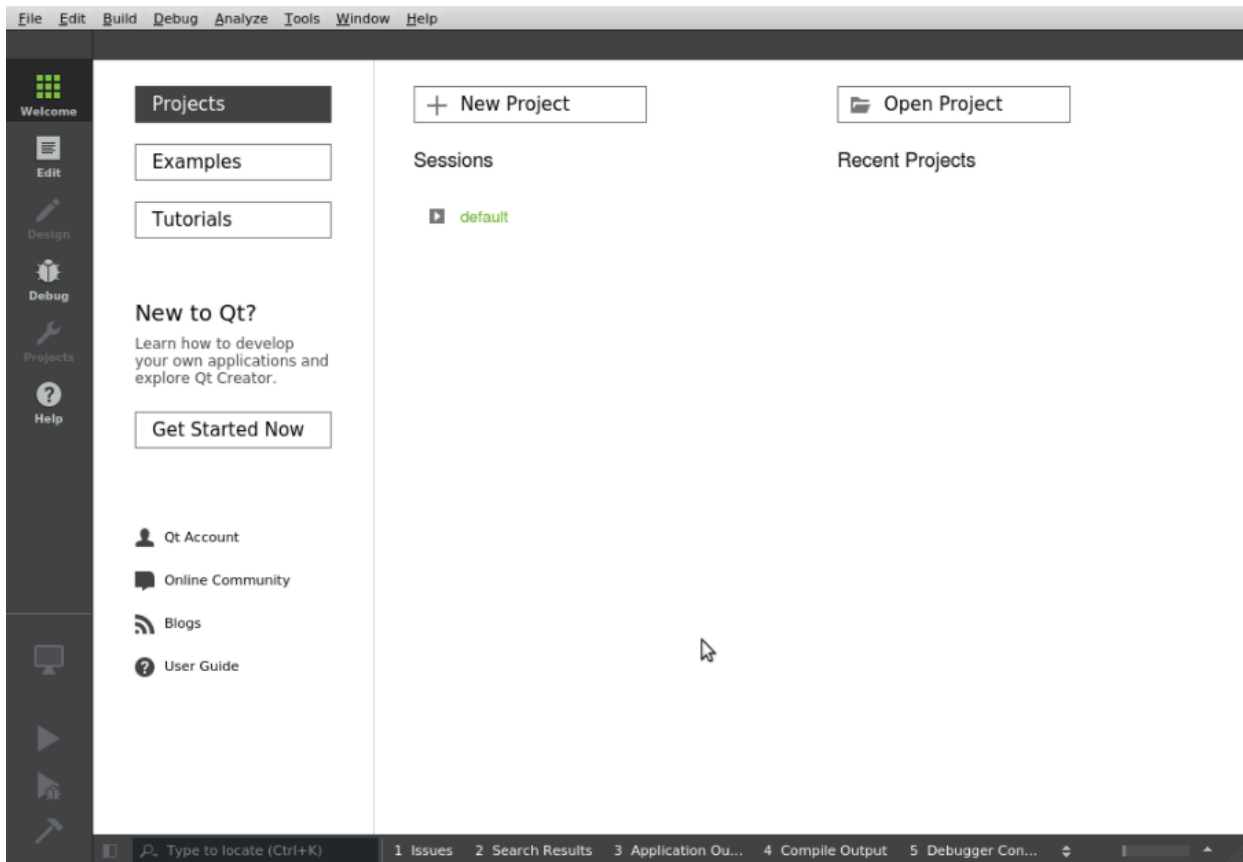 File Edit Build Debug Analyze Tools Window Help
Welcome
Edit
Design
Debug
Projects
Help
Projects
Examples
Tutorials
New to Qt?
Learn how to develop
your own applications and
explore Qt Creator.
Get Started Now
Qt Account
Online Community
Blogs
User Guide
New Project
Sessions
default
Open Project
Recent Projects
Type to locate (Ctrl+K) 1 Issues 2 Search Results 3 Application Ou... 4 Compile Output 5 Debugger Con...